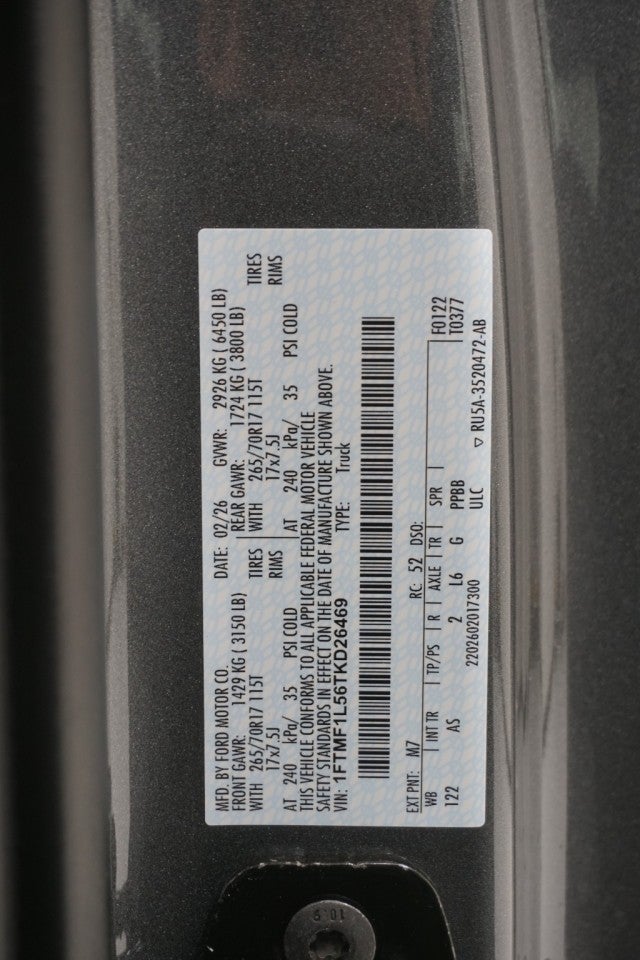 MFD. BY FORD MOTOR CO. DATE: 02/26 GVWR: 2926 KG ( 6450 LB)
FRONT GAWR: 1429 KG ( 3150 LB) REAR GAWR: 1724 KG ( 3800 LB)
WITH 265/70R17 115T TIRES WITH 265/70R17 115T TIRES
17x7.5J RIMS 17x7.5J RIMS
AT 240 kPa/ 35 PSI COLD AT 240 kPa/ 35 PSI COLD
THIS VEHICLE CONFORMS TO ALL APPLICABLE FEDERAL MOTOR VEHICLE
SAFETY STANDARDS IN EFFECT ON THE DATE OF MANUFACTURE SHOWN ABOVE.
VIN: 1FTMF1L56TKD26469 TYPE: Truck
EXT PNT: M7 RC: 52 DSO: F0122
WB INT TR TP/PS R AXLE TR SPR T0377
122 AS 2 L6 G PPBB
2202602017300 ULC ▽ RU5A-3520472-AB
10.9